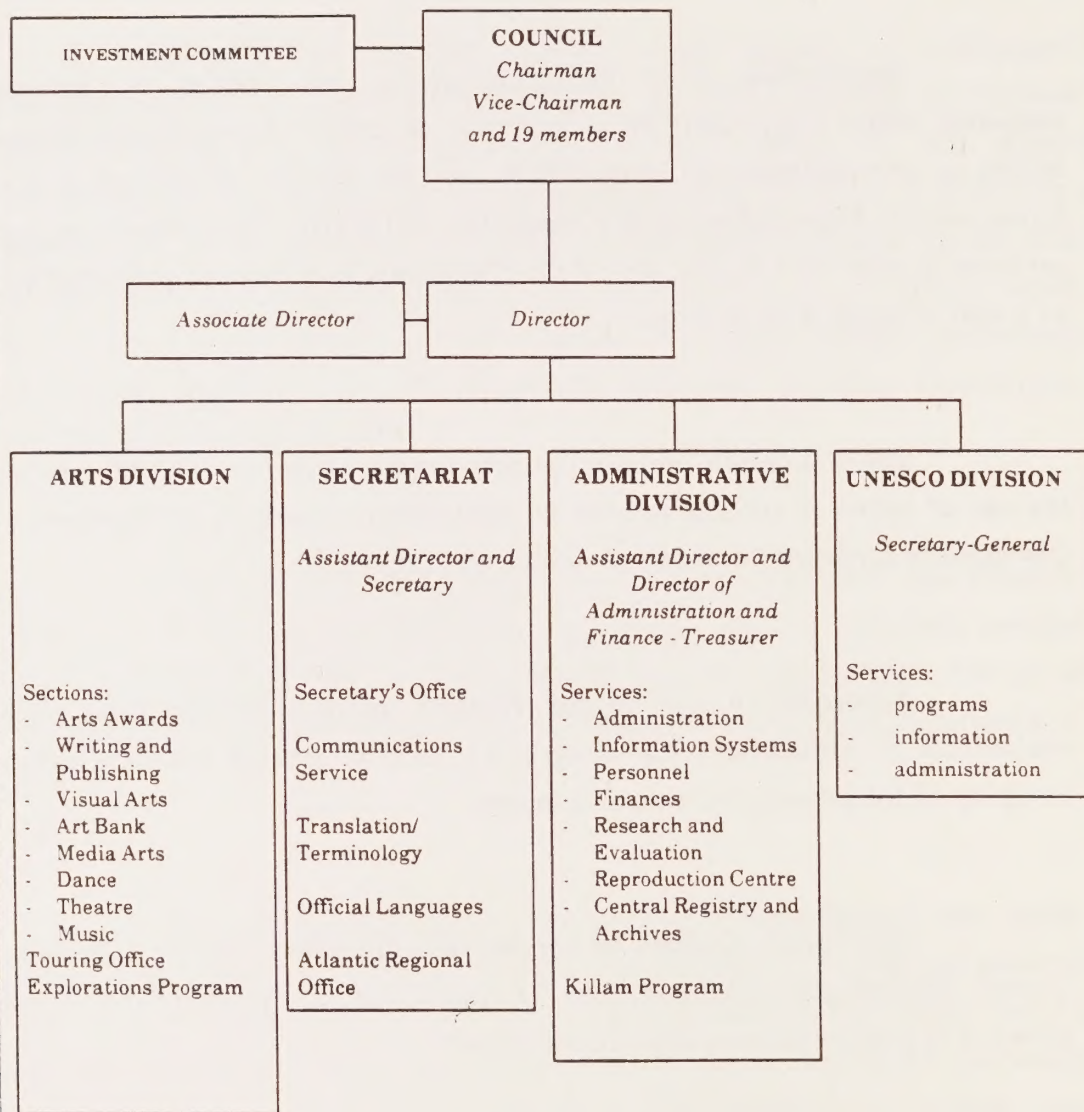 INVESTMENT COMMITTEE
COUNCIL
Chairman
Vice-Chairman
and 19 members
Associate Director
Director
ARTS DIVISION
Sections:
- Arts Awards
- Writing and
Publishing
- Visual Arts
- Art Bank
- Media Arts
- Dance
- Theatre
- Music
Touring Office
Explorations Program
SECRETARIAT
Assistant Director and
Secretary
Secretary's Office
Communications
Service
Translation/
Terminology
Official Languages
Atlantic Regional
Office
ADMINISTRATIVE
DIVISION
Assistant Director and
Director of
Administration and
Finance - Treasurer
Services:
- Administration
- Information Systems
- Personnel
- Finances
- Research and
Evaluation
- Reproduction Centre
- Central Registry and
Archives
Killam Program
UNESCO DIVISION
Secretary-General
Services:
- programs
- information
- administration